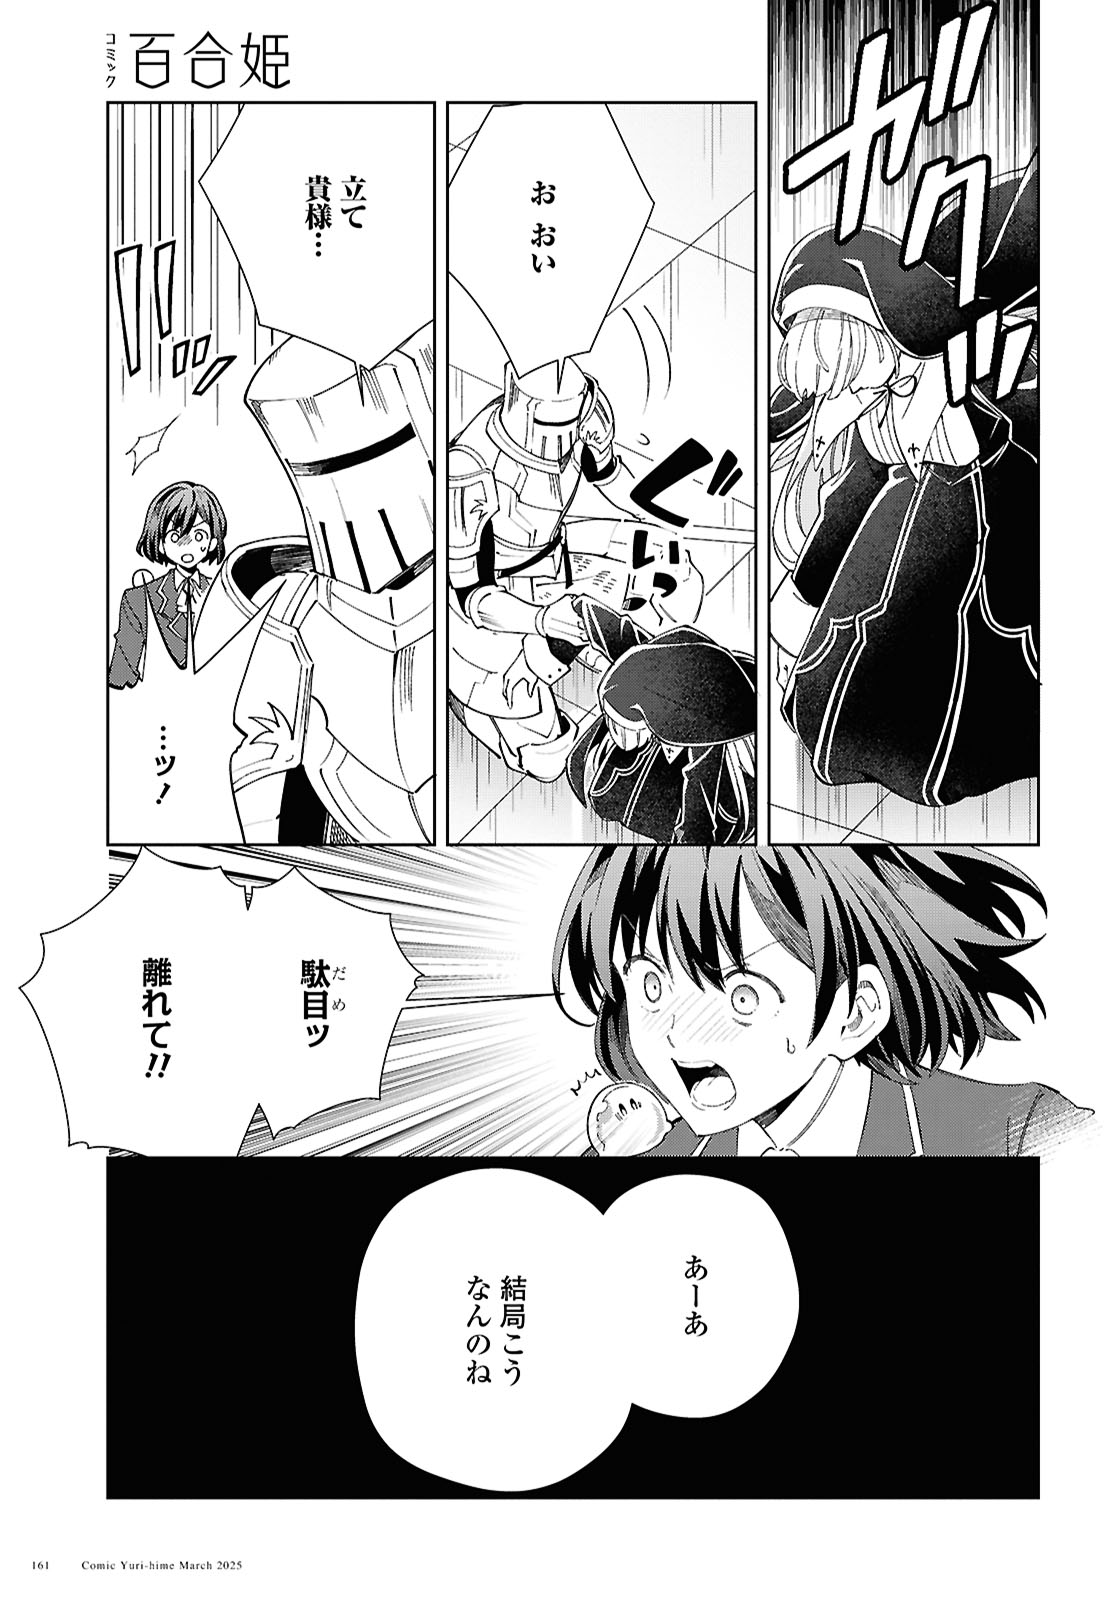 コミック
百合姫
ガクッ
お おい
ぐいっ
立て
貴様…
…ッ!
駄目ッ
だめ
離れて!!
あーあ
結局こう
なんのね
161 Comic Yuri-hime March 2025